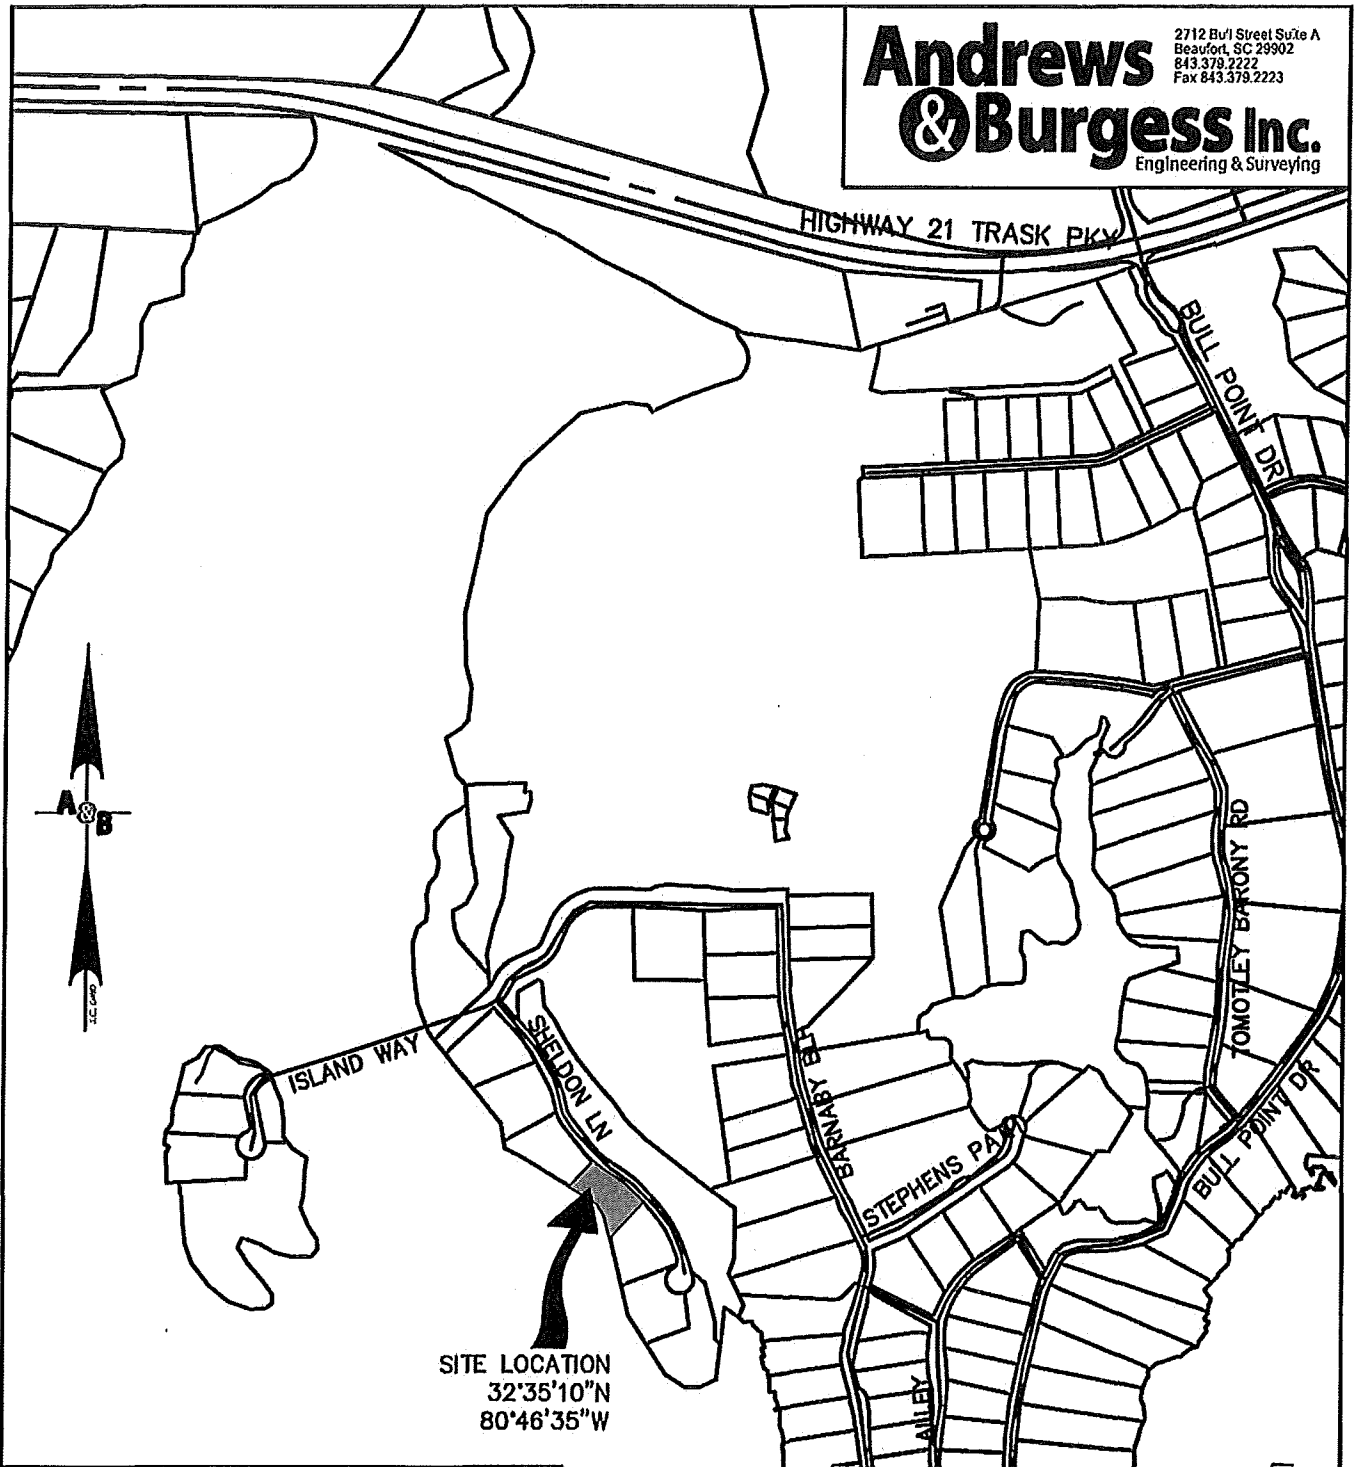 Andrews
& Burgess Inc.
Engineering & Surveying
2712 Bull Street Suite A
Beaufort, SC 29902
843.379.2222
Fax 843.379.2223
HIGHWAY 21 TRASK PKY
BULL POINT DR
TOMOTLEY BARONY RD
A & B
ISLAND WAY
SHELDON LN
BARNABY
STEPHENS
BULL POINT DR
ALLEY
SITE LOCATION
32°35'10"N
80°46'35"W